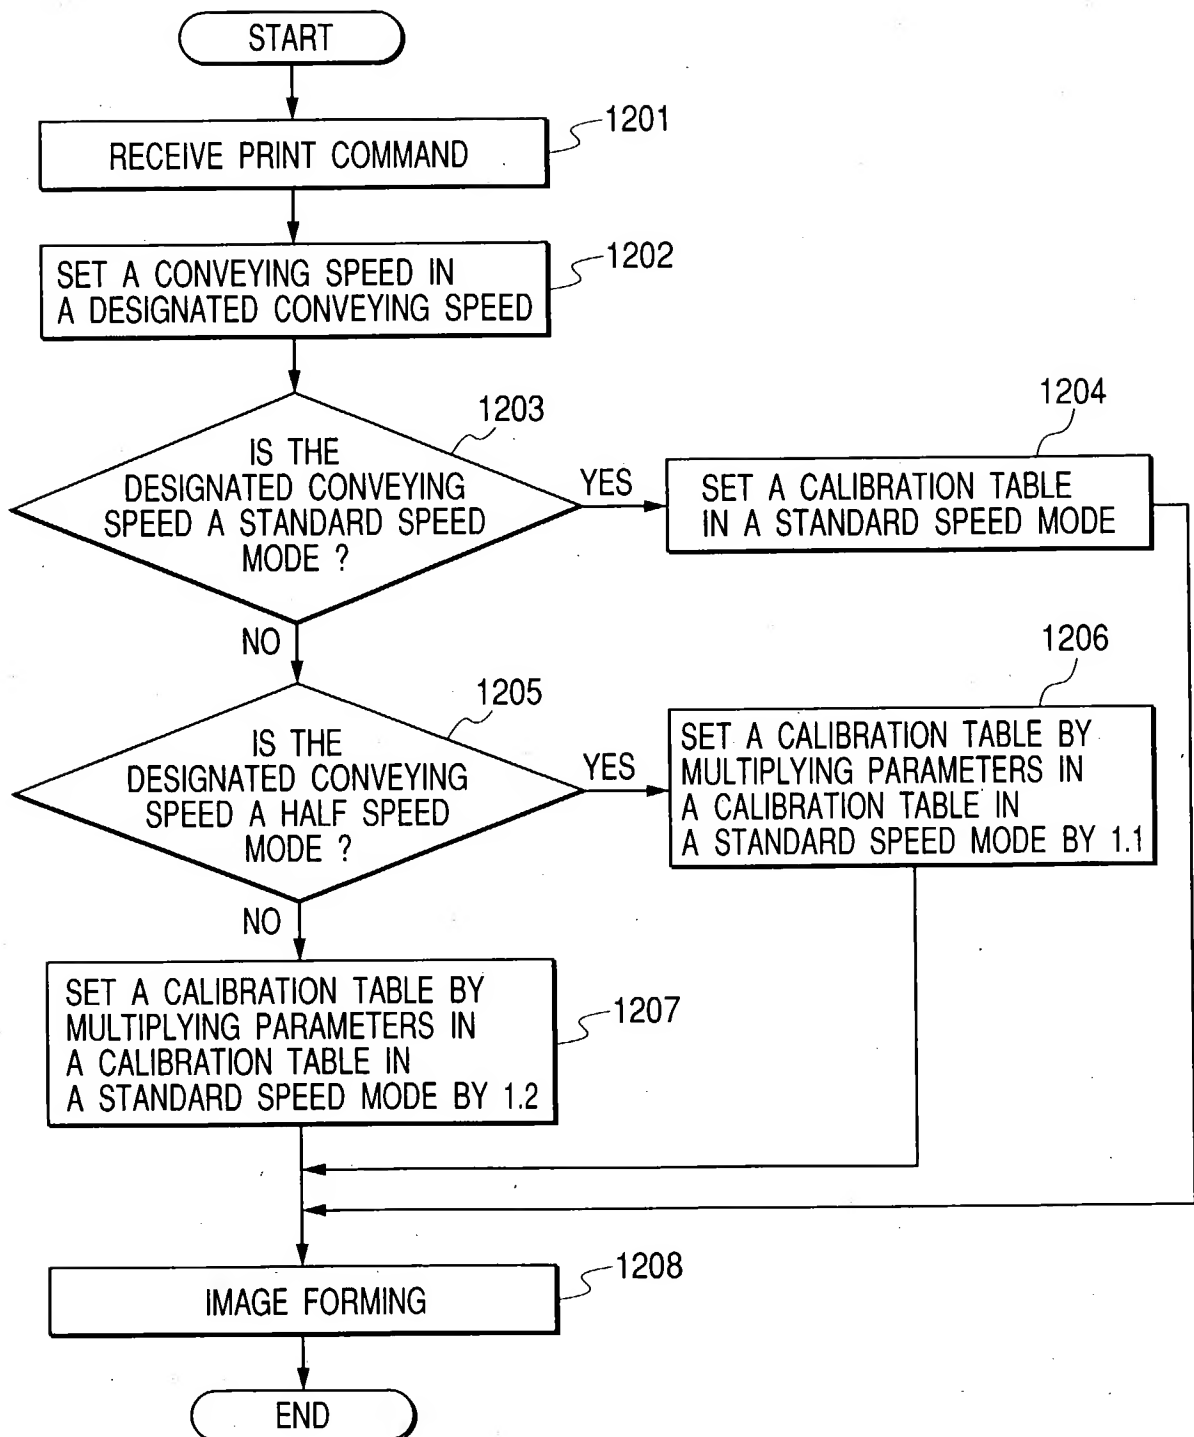 START
1201
RECEIVE PRINT COMMAND
1202
SET A CONVEYING SPEED IN
A DESIGNATED CONVEYING SPEED
1203
IS THE
DESIGNATED CONVEYING
SPEED A STANDARD SPEED
MODE ?
YES
1204
SET A CALIBRATION TABLE
IN A STANDARD SPEED MODE
NO
1205
IS THE
DESIGNATED CONVEYING
SPEED A HALF SPEED
MODE ?
YES
1206
SET A CALIBRATION TABLE BY
MULTIPLYING PARAMETERS IN
A CALIBRATION TABLE IN
A STANDARD SPEED MODE BY 1.1
NO
1207
SET A CALIBRATION TABLE BY
MULTIPLYING PARAMETERS IN
A CALIBRATION TABLE IN
A STANDARD SPEED MODE BY 1.2
1208
IMAGE FORMING
END